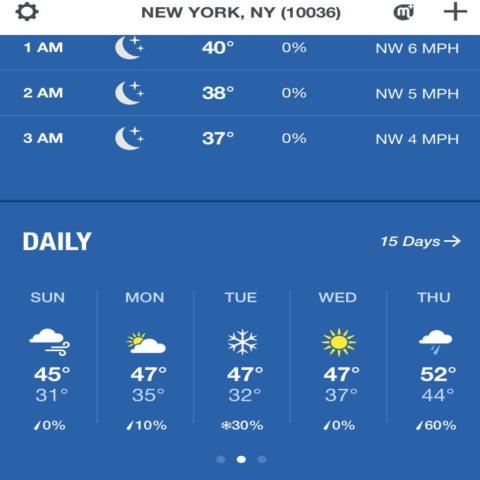 NEW YORK, NY (10036) m +
1 AM 40° 0% NW 6 MPH
2 AM 38° 0% NW 5 MPH
3 AM 37° 0% NW 4 MPH
DAILY 15 Days→
SUN MON TUE WED THU
45° 47° 47° 47° 52°
31° 35° 32° 37° 44°
0% 10% 30% 0% 60%